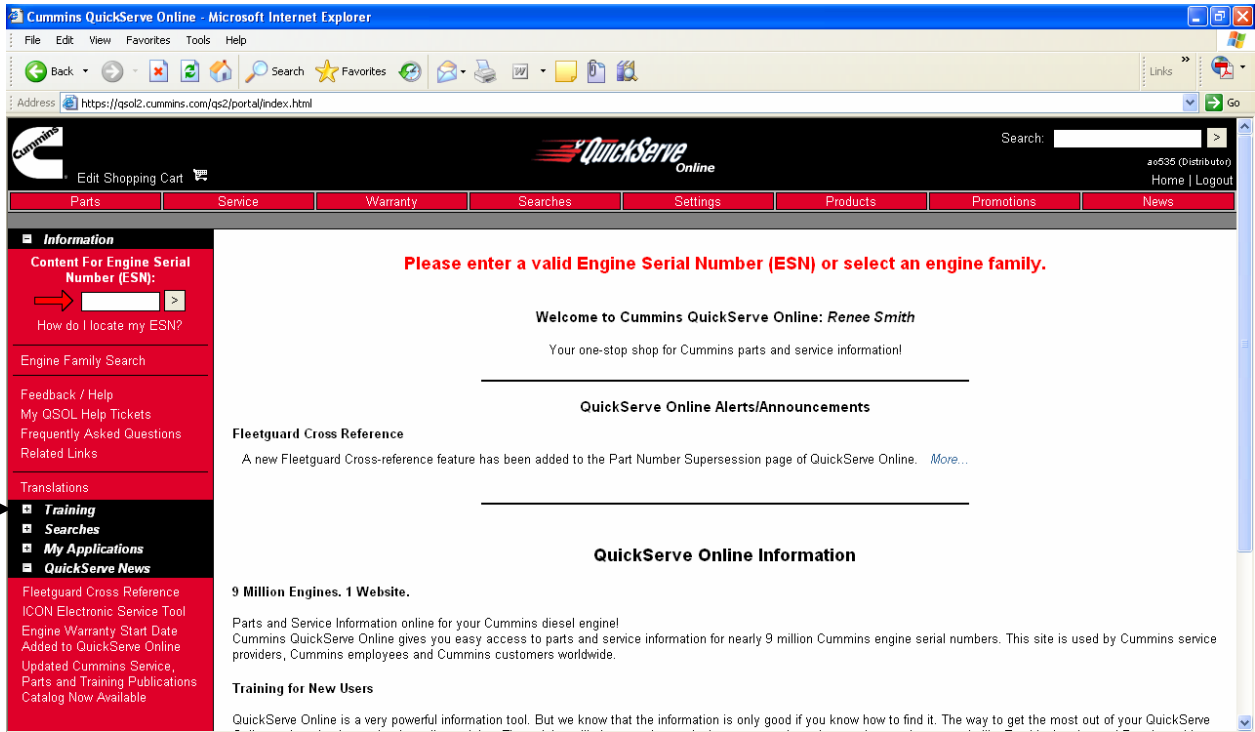 Cummins QuickServe Online - Microsoft Internet Explorer
File Edit View Favorites Tools Help
Back Search Favorites Links
Address https://qsol2.cummins.com/qs2/portal/index.html Go
Cummins
QuickServe Online
Search: >
ao535 (Distributor)
Edit Shopping Cart
Home | Logout
Parts Service Warranty Searches Settings Products Promotions News
Information
Content For Engine Serial
Number (ESN):
>
How do I locate my ESN?
Engine Family Search
Feedback / Help
My QSOL Help Tickets
Frequently Asked Questions
Related Links
Translations
Training
Searches
My Applications
QuickServe News
Fleetguard Cross Reference
ICON Electronic Service Tool
Engine Warranty Start Date
Added to QuickServe Online
Updated Cummins Service,
Parts and Training Publications
Catalog Now Available
Please enter a valid Engine Serial Number (ESN) or select an engine family.
Welcome to Cummins QuickServe Online: Renee Smith
Your one-stop shop for Cummins parts and service information!
QuickServe Online Alerts/Announcements
Fleetguard Cross Reference
A new Fleetguard Cross-reference feature has been added to the Part Number Supersession page of QuickServe Online. More...
QuickServe Online Information
9 Million Engines. 1 Website.
Parts and Service Information online for your Cummins diesel engine!
Cummins QuickServe Online gives you easy access to parts and service information for nearly 9 million Cummins engine serial numbers. This site is used by Cummins service
providers, Cummins employees and Cummins customers worldwide.
Training for New Users
QuickServe Online is a very powerful information tool. But we know that the information is only good if you know how to find it. The way to get the most out of your QuickServe